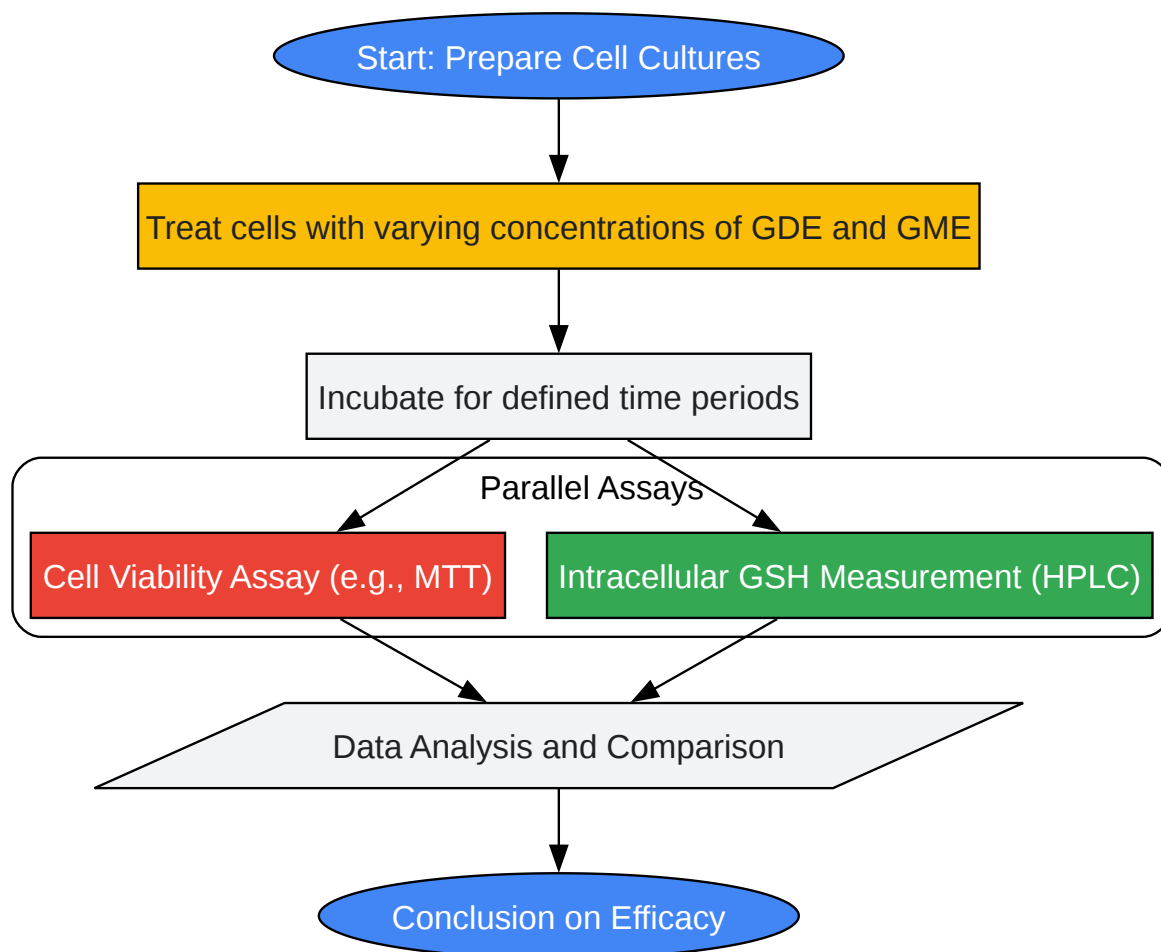 Start: Prepare Cell Cultures
Treat cells with varying concentrations of GDE and GME
Incubate for defined time periods
Parallel Assays
Cell Viability Assay (e.g., MTT)
Intracellular GSH Measurement (HPLC)
Data Analysis and Comparison
Conclusion on Efficacy